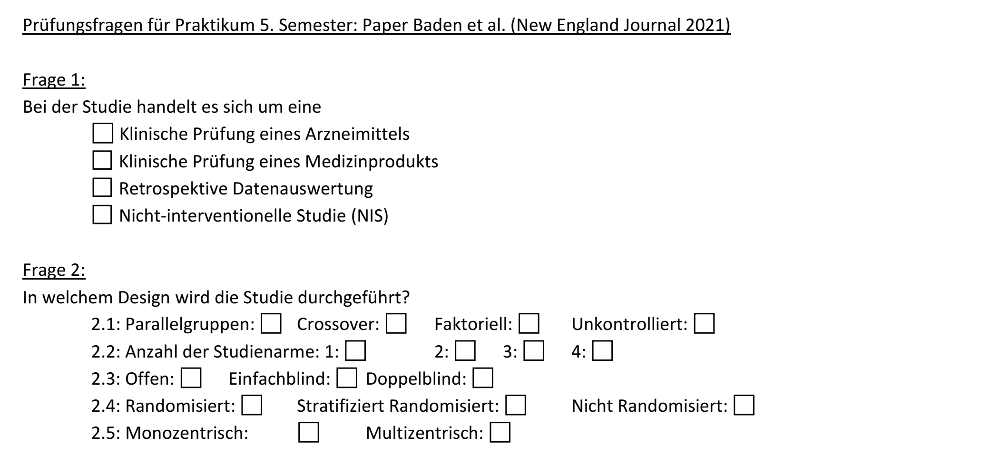 Prüfungsfragen für Praktikum 5. Semester: Paper Baden et al. (New England Journal 2021)
Frage 1:
Bei der Studie handelt es sich um eine
Klinische Prüfung eines Arzneimittels
Klinische Prüfung eines Medizinprodukts
Retrospektive Datenauswertung
Nicht-interventionelle Studie (NIS)
Frage 2:
In welchem Design wird die Studie durchgeführt?
2.1: Parallelgruppen: Crossover: Faktoriell: Unkontrolliert:
2.2: Anzahl der Studienarme: 1: 2: 3: 4:
2.3: Offen: Einfachblind: Doppelblind:
2.4: Randomisiert: Stratifiziert Randomisiert: Nicht Randomisiert:
2.5: Monozentrisch: Multizentrisch: